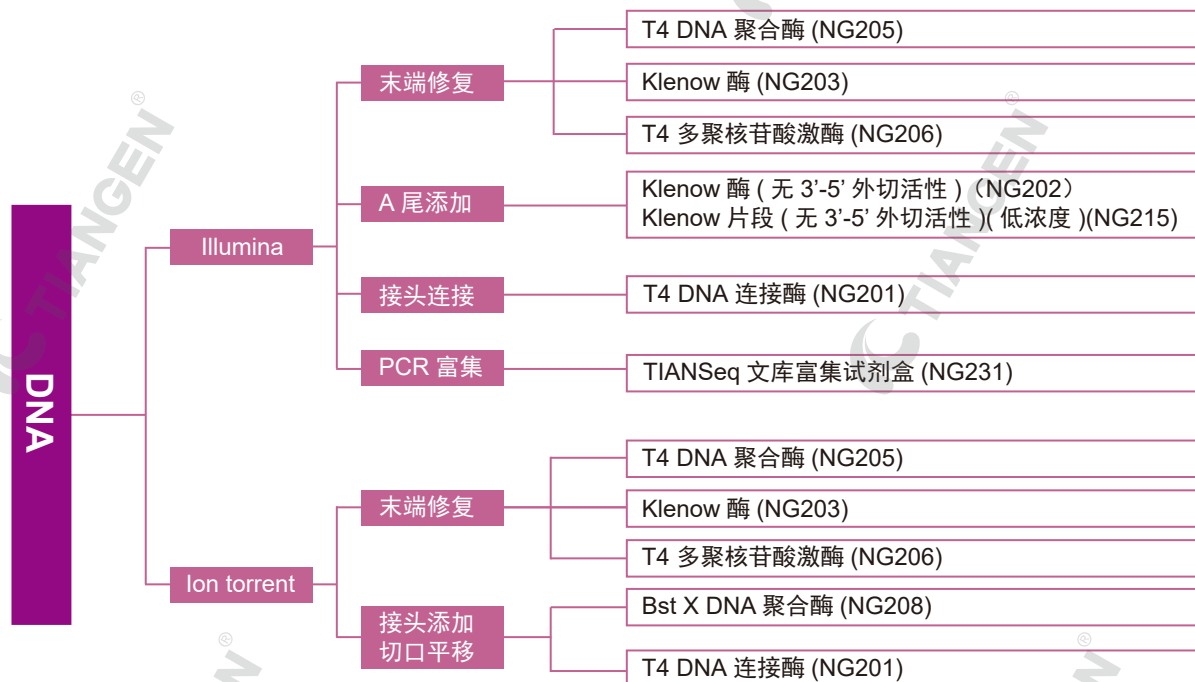 DNA
Illumina
末端修复
T4 DNA 聚合酶 (NG205)
Klenow 酶 (NG203)
T4 多聚核苷酸激酶 (NG206)
A 尾添加
Klenow 酶 ( 无 3’-5’ 外切活性 )（NG202）
Klenow 片段 ( 无 3’-5’ 外切活性 )( 低浓度 )(NG215)
接头连接
T4 DNA 连接酶 (NG201)
PCR 富集
TIANSeq 文库富集试剂盒 (NG231)
Ion torrent
末端修复
T4 DNA 聚合酶 (NG205)
Klenow 酶 (NG203)
T4 多聚核苷酸激酶 (NG206)
接头添加
切口平移
Bst X DNA 聚合酶 (NG208)
T4 DNA 连接酶 (NG201)
TIANGEN®
TIANGEN®
N®
N®